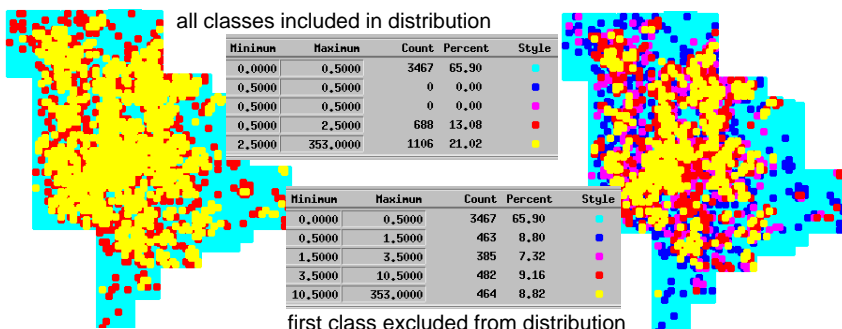 all classes included in distribution
Minimum Maximum Count Percent Style
0.0000 0.5000 3467 65.90
0.5000 0.5000 0 0.00
0.5000 0.5000 0 0.00
0.5000 2.5000 688 13.08
2.5000 353.0000 1106 21.02
Minimum Maximum Count Percent Style
0.0000 0.5000 3467 65.90
0.5000 1.5000 463 8.80
1.5000 3.5000 385 7.32
3.5000 10.5000 482 9.16
10.5000 353.0000 464 8.82
first class excluded from distribution